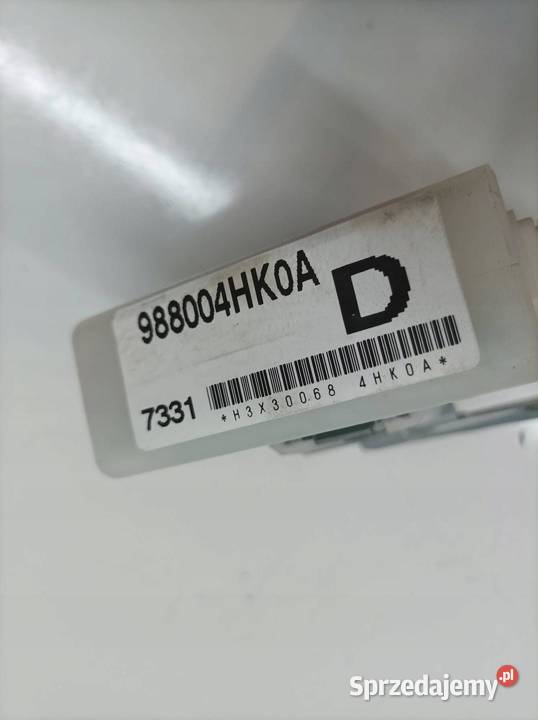 988004HK0A
D
7331
*H3X30068 4HK0A*
Sprzedajemy.pl